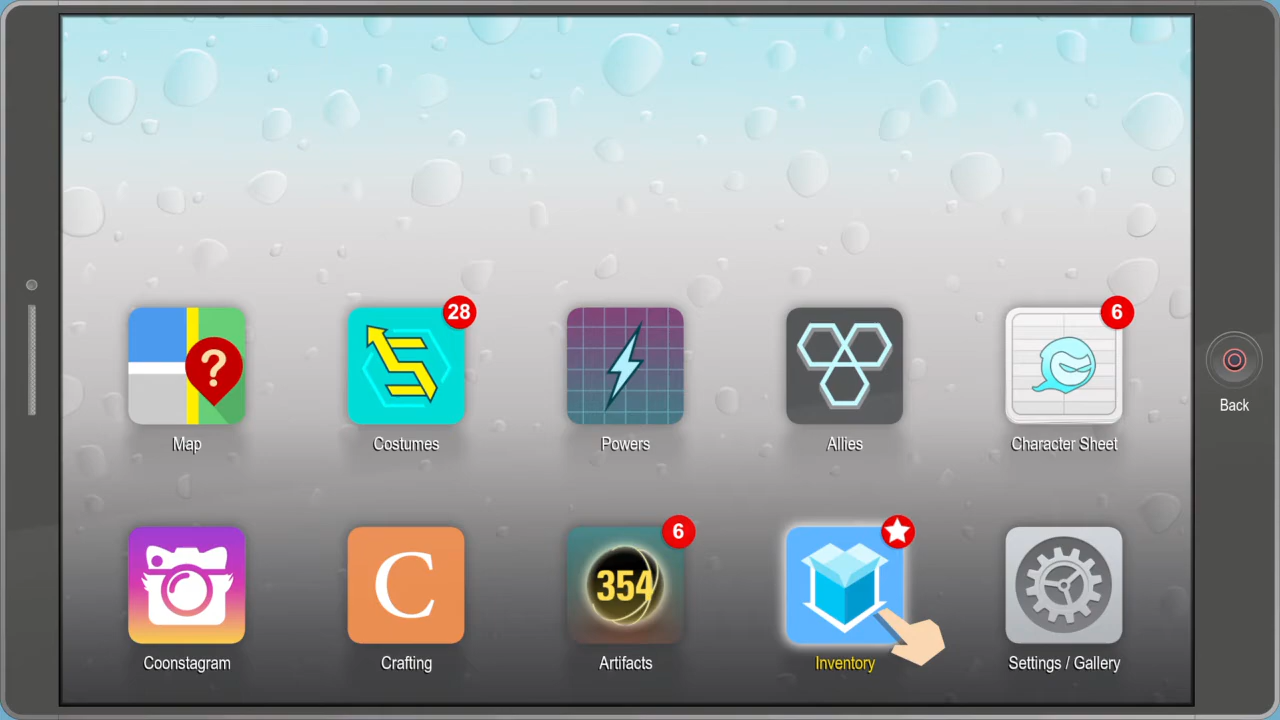 28
6
?
Map
Costumes
Powers
Allies
Character Sheet
Back
6
354
C
Coonstagram
Crafting
Artifacts
Inventory
Settings / Gallery